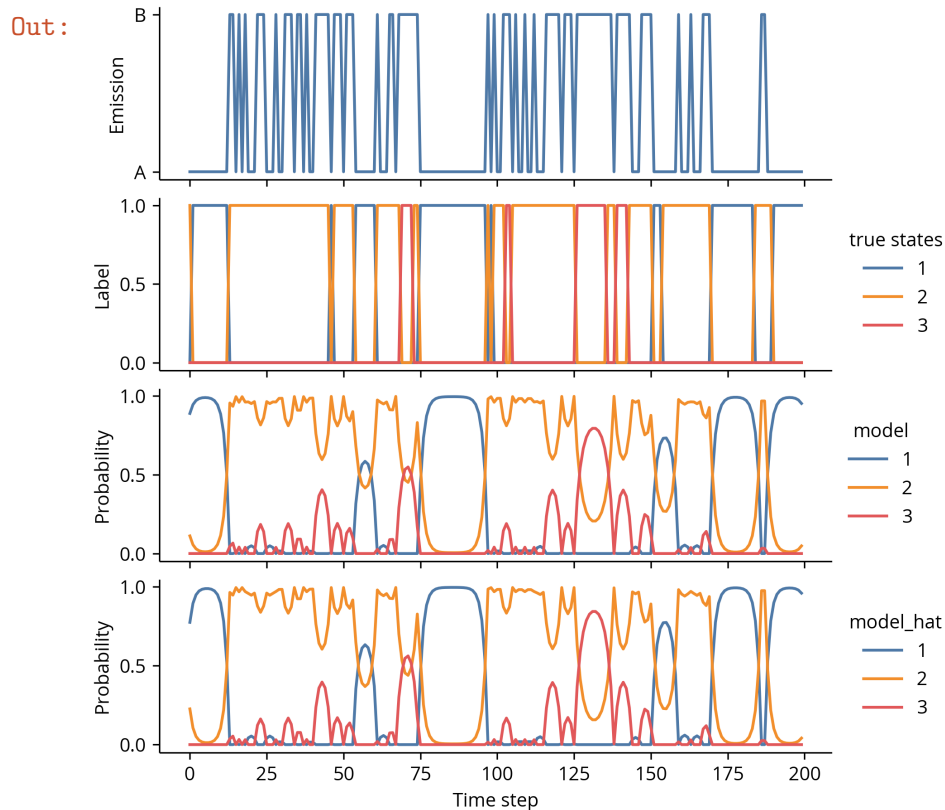 Out:
B
Emission
A
1.0
Label
0.5
0.0
true states
1
2
3
1.0
Probability
0.5
0.0
model
1
2
3
1.0
Probability
0.5
0.0
model_hat
1
2
3
0 25 50 75 100 125 150 175 200
Time step